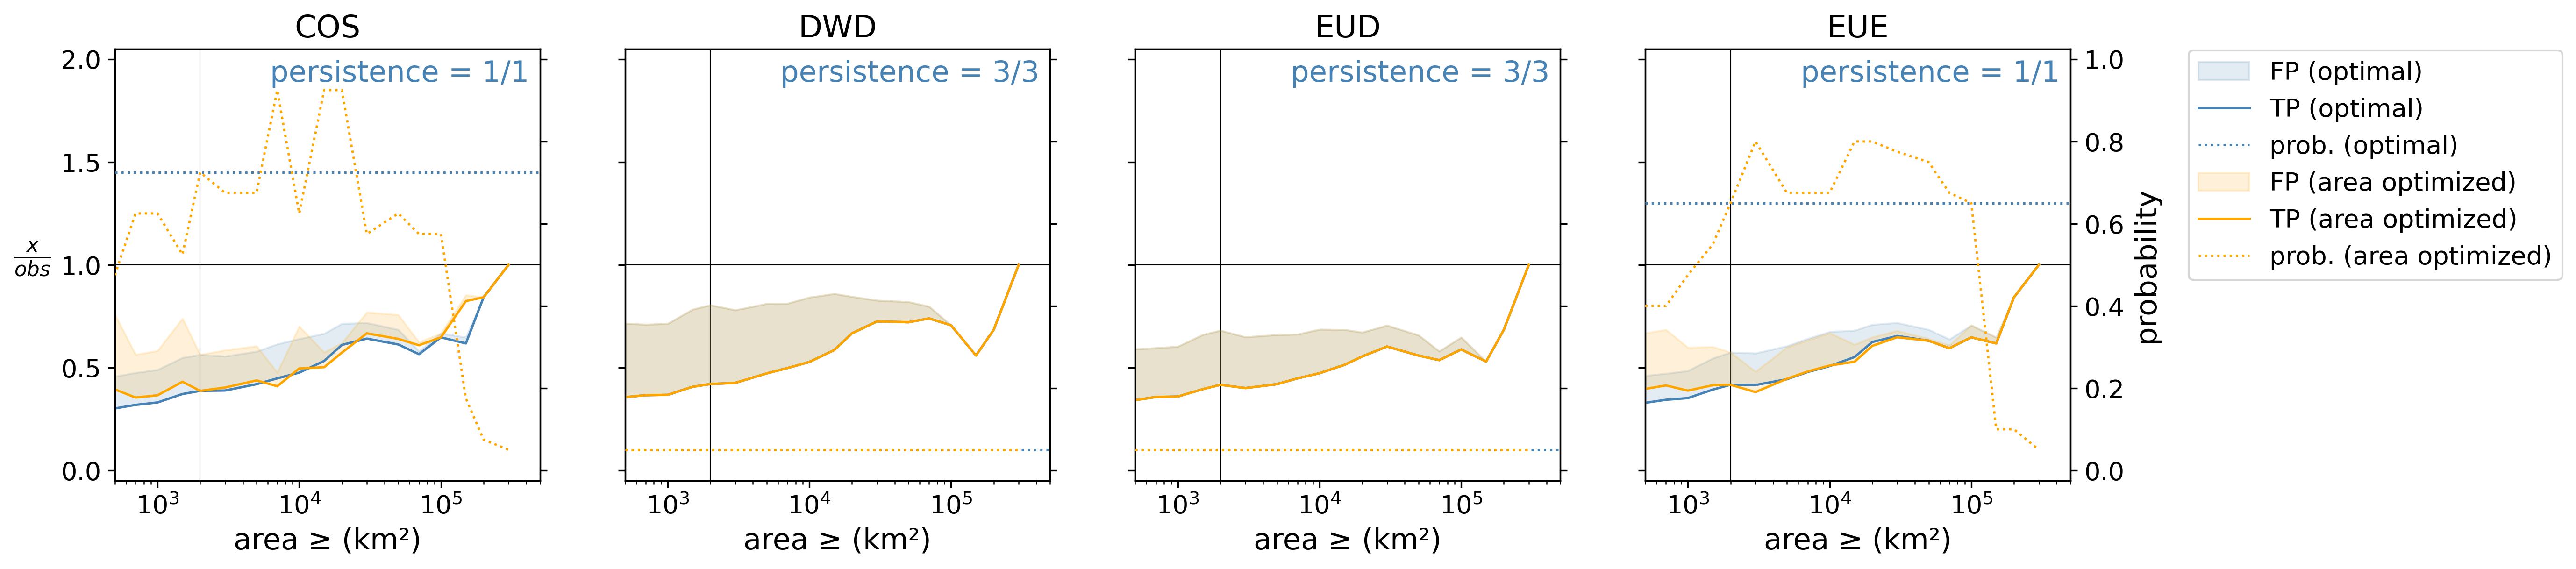 COS
DWD
EUD
EUE
persistence = 1/1
persistence = 3/3
persistence = 3/3
persistence = 1/1
2.0
1.5
1.0
0.5
0.0
x
obs
10³
10⁴
10⁵
area ≥ (km²)
10³
10⁴
10⁵
area ≥ (km²)
10³
10⁴
10⁵
area ≥ (km²)
10³
10⁴
10⁵
area ≥ (km²)
1.0
0.8
0.6
0.4
0.2
0.0
probability
FP (optimal)
TP (optimal)
prob. (optimal)
FP (area optimized)
TP (area optimized)
prob. (area optimized)